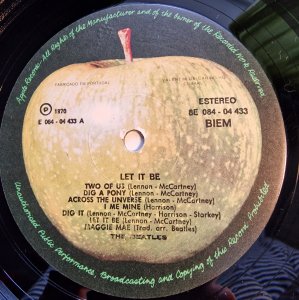 Apple Records. All Rights of the Manufacturer and of the Owner of the Recorded Work Reserved.
FABRICADO EM PORTUGAL
ESTEREO
Ⓟ 1970
8E 084 - 04 433
E 084 - 04 433 A
BIEM
LET IT BE
TWO OF US (Lennon - McCartney)
DIG A PONY (Lennon - McCartney)
ACROSS THE UNVERSE (Lennon - McCartney)
I ME MINE (Harrison)
DIG IT (Lennon - McCartney - Harrison - Starkey)
LET IT BE (Lennon - McCartney)
MAGGIE MAE (Trad. arr. Beatles)
THE BEATLES
Unauthorised Public Performance, Broadcasting and Copying of this Record Prohibited